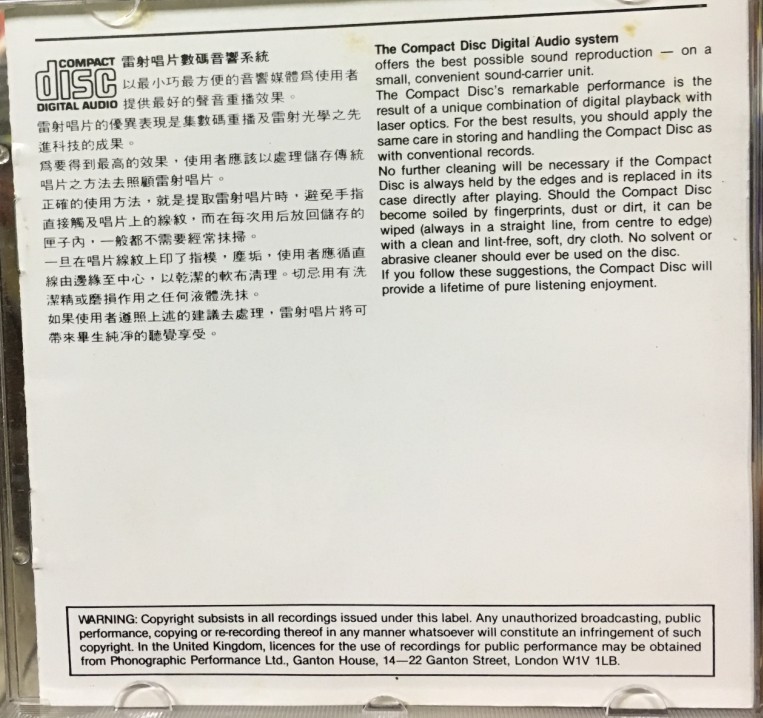 COMPACT
disc
DIGITAL AUDIO
雷射唱片數碼音響系統
以最小巧最方便的音響媒體爲使用者
提供最好的聲音重播效果。
雷射唱片的優異表現是集數碼重播及雷射光學之先
進科技的成果。
爲要得到最高的效果，使用者應該以處理儲存傳統
唱片之方法去照顧雷射唱片。
正確的使用方法，就是提取雷射唱片時，避免手指
直接觸及唱片上的線紋，而在每次用后放回儲存的
匣子內，一般都不需要經常抹掃。
一旦在唱片線紋上印了指模，塵垢，使用者應循直
線由邊緣至中心，以乾潔的軟布清理。切忌用有洗
潔精或磨損作用之任何液體洗抹。
如果使用者遵照上述的建議去處理，雷射唱片將可
帶來畢生純凈的聽覺享受。
The Compact Disc Digital Audio system
offers the best possible sound reproduction — on a
small, convenient sound-carrier unit.
The Compact Disc's remarkable performance is the
result of a unique combination of digital playback with
laser optics. For the best results, you should apply the
same care in storing and handling the Compact Disc as
with conventional records.
No further cleaning will be necessary if the Compact
Disc is always held by the edges and is replaced in its
case directly after playing. Should the Compact Disc
become soiled by fingerprints, dust or dirt, it can be
wiped (always in a straight line, from centre to edge)
with a clean and lint-free, soft, dry cloth. No solvent or
abrasive cleaner should ever be used on the disc.
If you follow these suggestions, the Compact Disc will
provide a lifetime of pure listening enjoyment.
WARNING: Copyright subsists in all recordings issued under this label. Any unauthorized broadcasting, public
performance, copying or re-recording thereof in any manner whatsoever will constitute an infringement of such
copyright. In the United Kingdom, licences for the use of recordings for public performance may be obtained
from Phonographic Performance Ltd., Ganton House, 14—22 Ganton Street, London W1V 1LB.